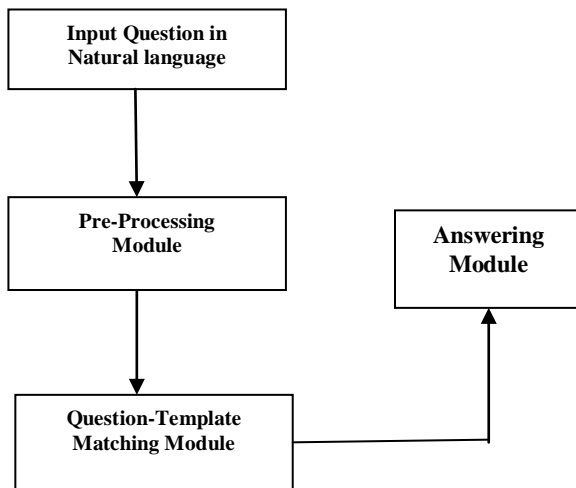 Input Question in
Natural language
Pre-Processing
Module
Answering
Module
Question-Template
Matching Module